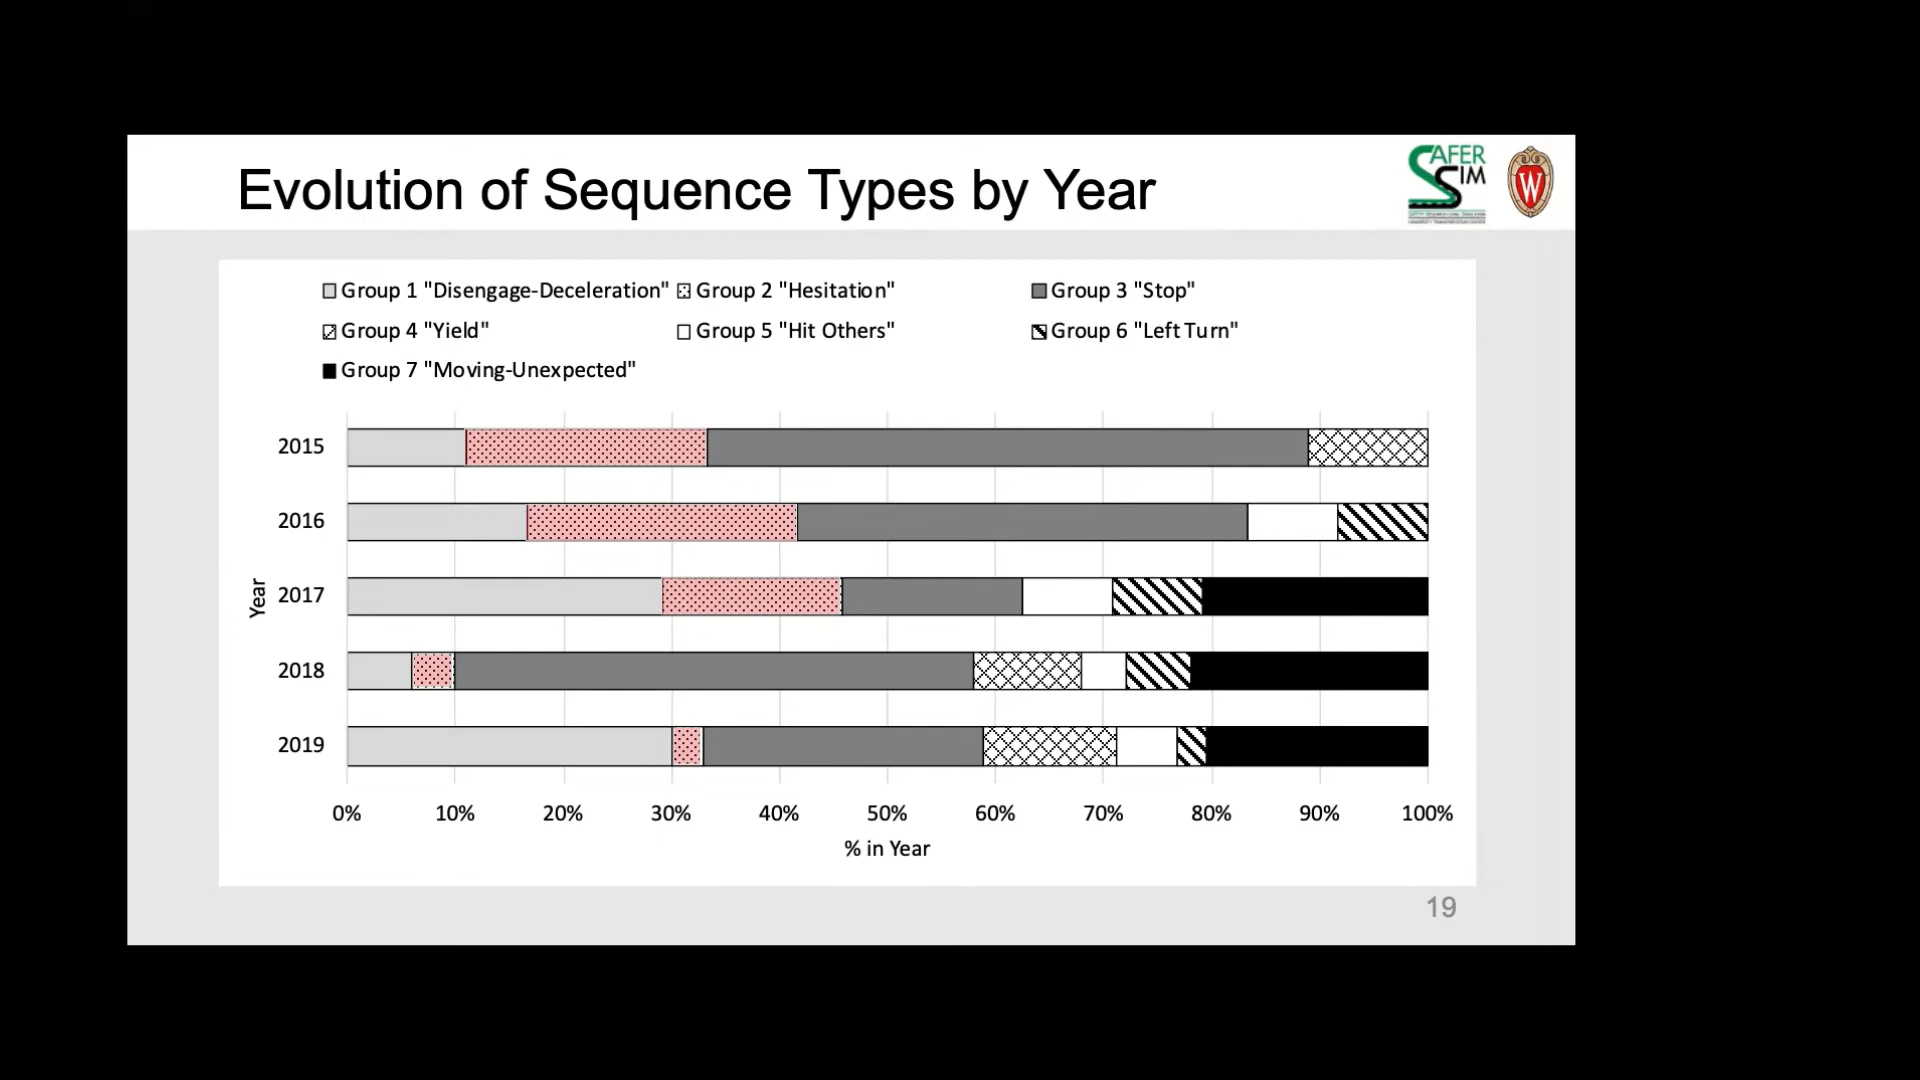 Evolution of Sequence Types by Year
AFER
SIM
W
Group 1 "Disengage-Deceleration" Group 2 "Hesitation" Group 3 "Stop"
Group 4 "Yield" Group 5 "Hit Others" Group 6 "Left Turn"
Group 7 "Moving-Unexpected"
Year
2015
2016
2017
2018
2019
0% 10% 20% 30% 40% 50% 60% 70% 80% 90% 100%
% in Year
19